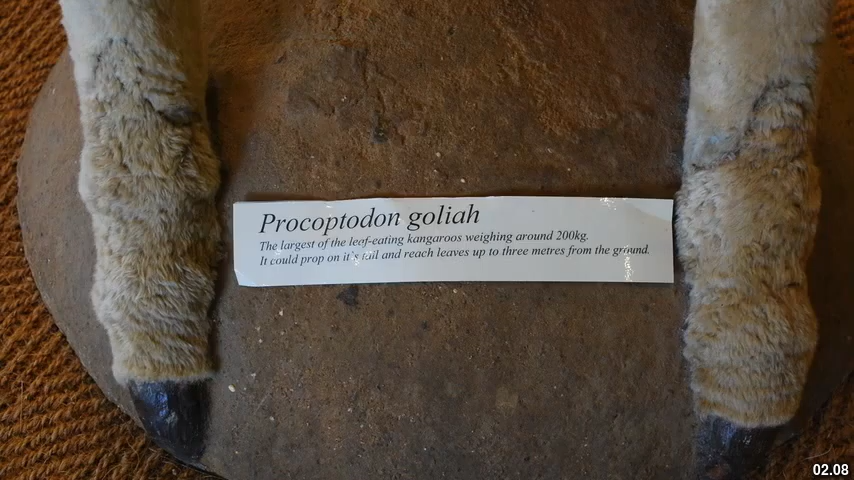 Procoptodon goliah
The largest of the leaf-eating kangaroos weighing around 200kg.
It could prop on it's tail and reach leaves up to three metres from the ground.
02.08